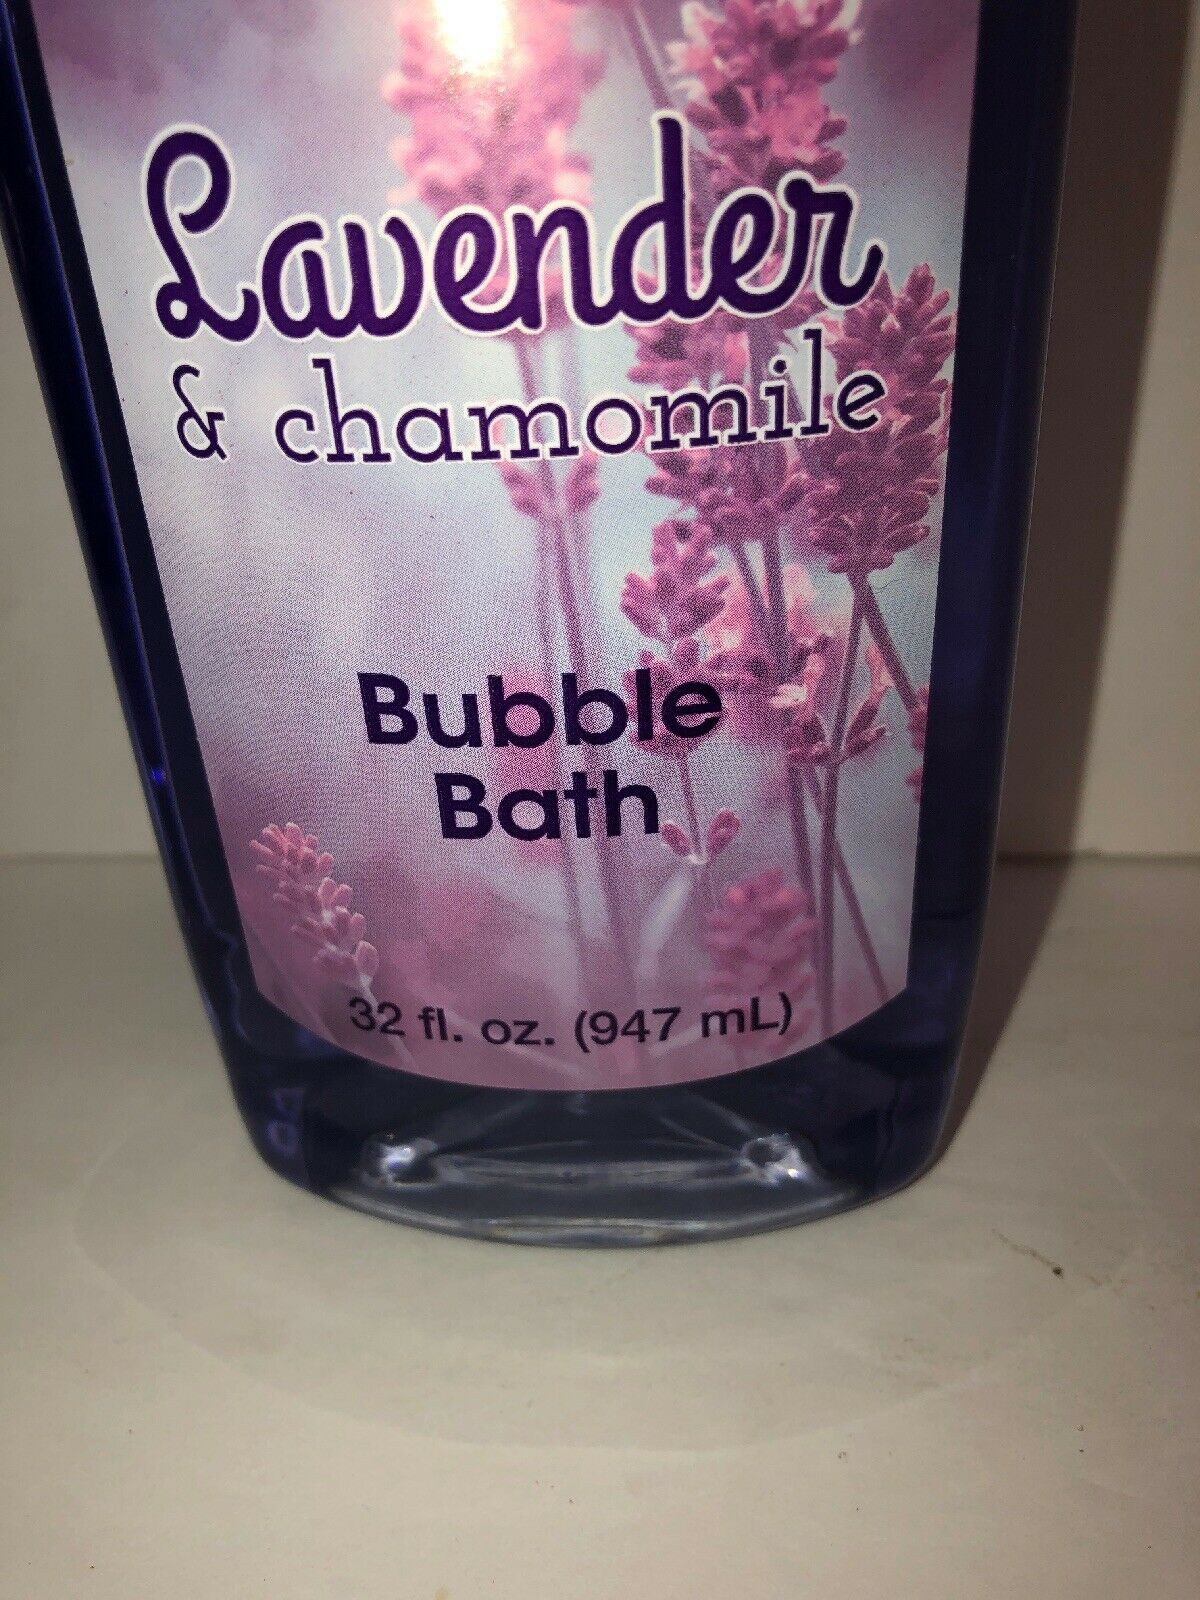 Lavender
& chamomile
Bubble
Bath
32 fl. oz. (947 mL)